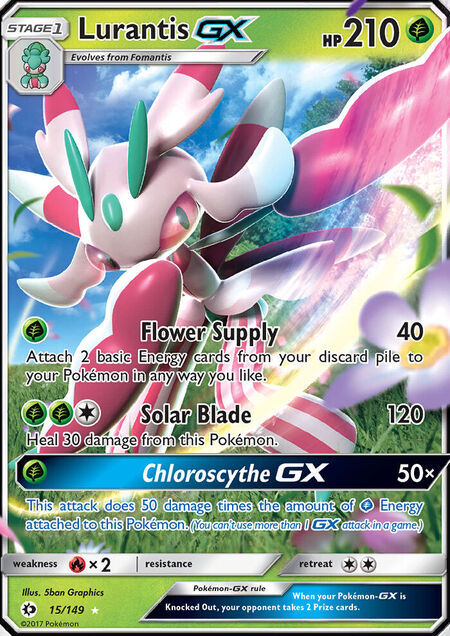 STAGE 1 Lurantis GX HP 210
Evolves from Fomantis
Flower Supply 40
Attach 2 basic Energy cards from your discard pile to
your Pokémon in any way you like.
Solar Blade 120
Heal 30 damage from this Pokémon.
Chloroscythe GX 50×
This attack does 50 damage times the amount of Energy
attached to this Pokémon. (You can't use more than 1 GX attack in a game.)
weakness ×2 resistance retreat
Illus. 5ban Graphics
15/149
©2017 Pokémon
Pokémon-GX rule
When your Pokémon-GX is
Knocked Out, your opponent takes 2 Prize cards.